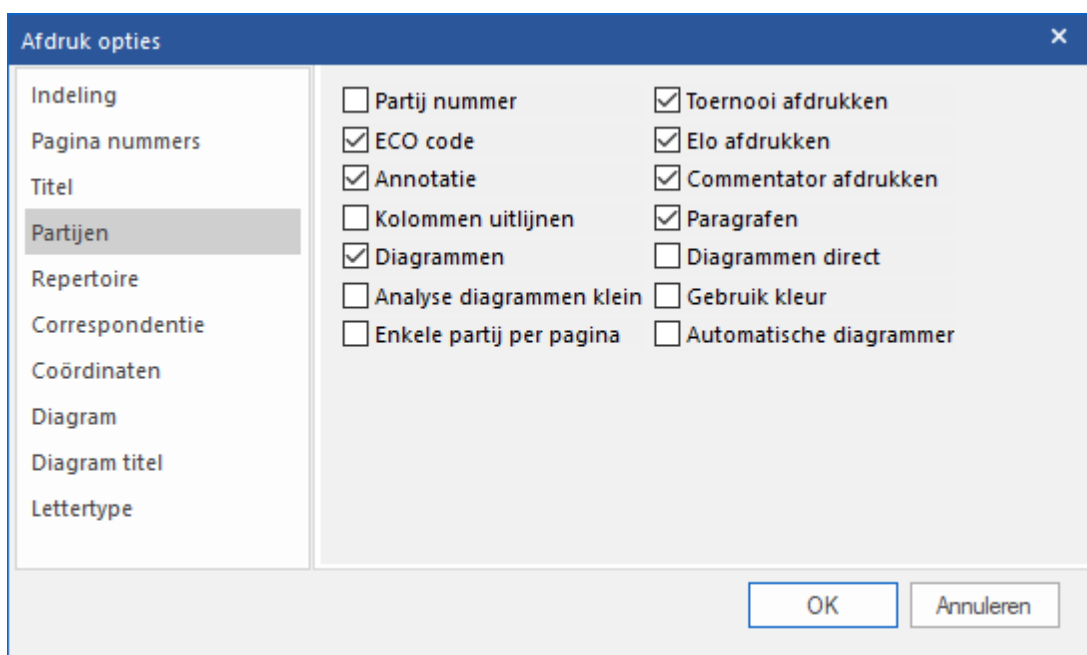 Afdruk opties
Indeling
Pagina nummers
Titel
Partijen
Repertoire
Correspondentie
Coördinaten
Diagram
Diagram titel
Lettertype
Partij nummer
Toernooi afdrukken
ECO code
Elo afdrukken
Annotatie
Commentator afdrukken
Kolommen uitlijnen
Paragrafen
Diagrammen
Diagrammen direct
Analyse diagrammen klein
Gebruik kleur
Enkele partij per pagina
Automatische diagrammer
OK
Annuleren